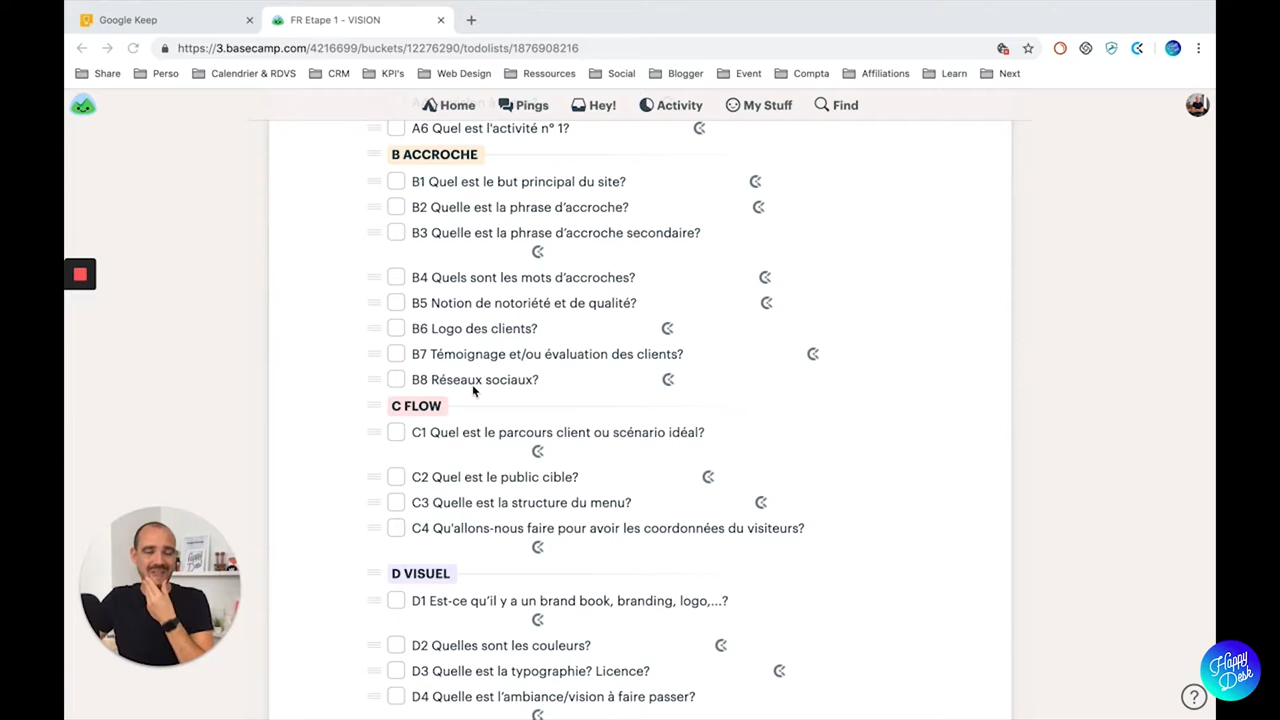 Google Keep
FR Etape 1 - VISION
https://3.basecamp.com/4216699/buckets/12276290/todolists/1876908216
Share Perso Calendrier & RDVS CRM KPI's Web Design Ressources Social Blogger Event Compta Affiliations Learn Next
Home Pings Hey! Activity My Stuff Find
A6 Quel est l'activité n° 1?
B ACCROCHE
B1 Quel est le but principal du site?
B2 Quelle est la phrase d’accroche?
B3 Quelle est la phrase d’accroche secondaire?
B4 Quels sont les mots d’accroches?
B5 Notion de notoriété et de qualité?
B6 Logo des clients?
B7 Témoignage et/ou évaluation des clients?
B8 Réseaux sociaux?
C FLOW
C1 Quel est le parcours client ou scénario idéal?
C2 Quel est le public cible?
C3 Quelle est la structure du menu?
C4 Qu'allons-nous faire pour avoir les coordonnées du visiteurs?
D VISUEL
D1 Est-ce qu’il y a un brand book, branding, logo,...?
D2 Quelles sont les couleurs?
D3 Quelle est la typographie? Licence?
D4 Quelle est l’ambiance/vision à faire passer?
Happy
Desk
?